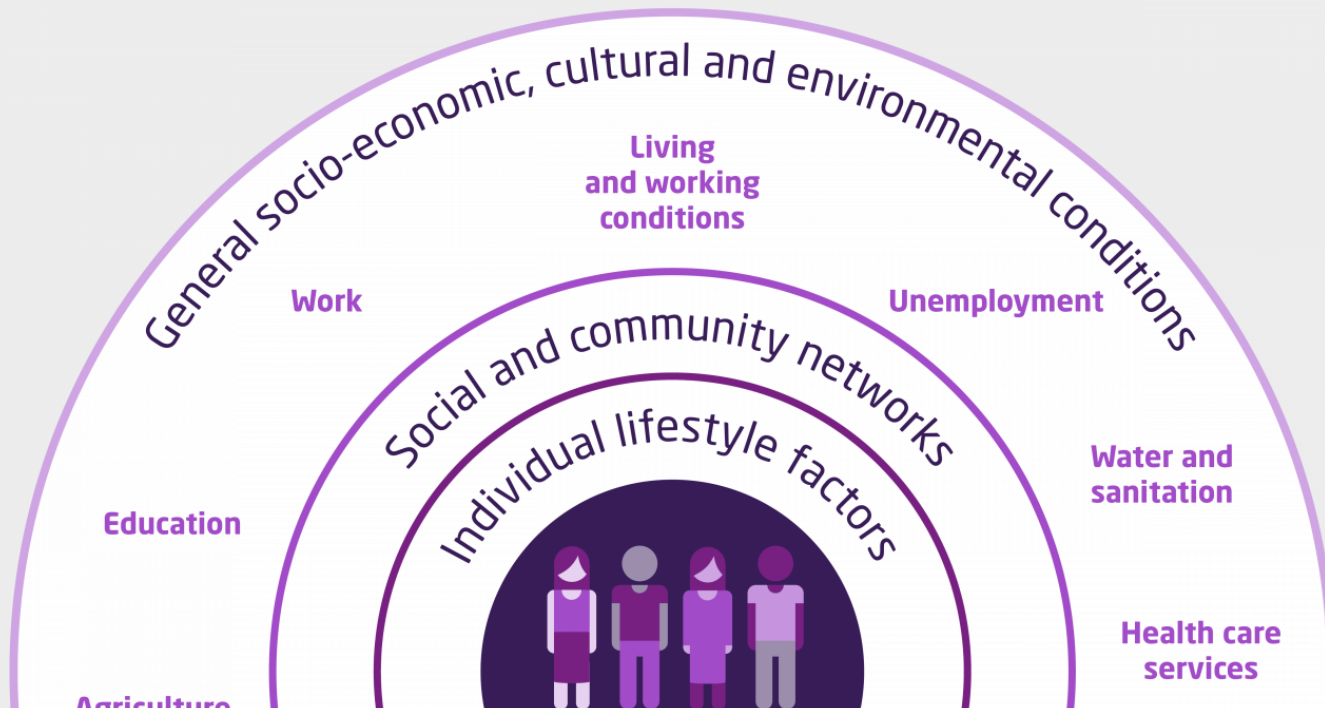 General socio-economic, cultural and environmental conditions
Living
and working
conditions
Work
Unemployment
Social and community networks
Individual lifestyle factors
Water and
sanitation
Education
Health care
services
Agriculture